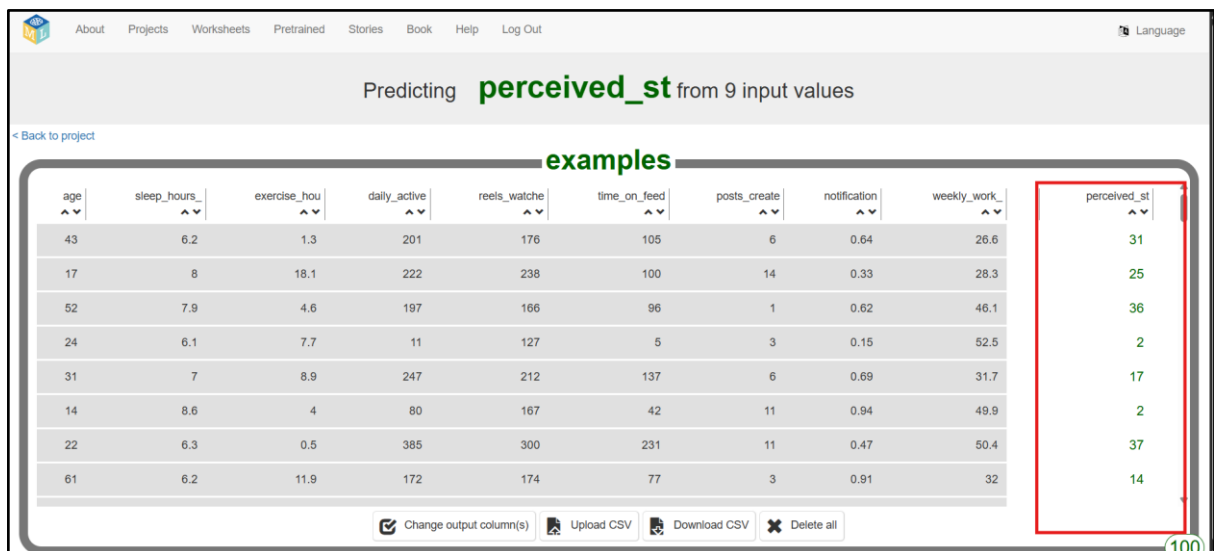 About Projects Worksheets Pretrained Stories Book Help Log Out Language
Predicting perceived_st from 9 input values
< Back to project
examples
age sleep_hours_ exercise_hou daily_active reels_watche time_on_feed posts_create notification weekly_work_ perceived_st
43 6.2 1.3 201 176 105 6 0.64 26.6 31
17 8 18.1 222 238 100 14 0.33 28.3 25
52 7.9 4.6 197 166 96 1 0.62 46.1 36
24 6.1 7.7 11 127 5 3 0.15 52.5 2
31 7 8.9 247 212 137 6 0.69 31.7 17
14 8.6 4 80 167 42 11 0.94 49.9 2
22 6.3 0.5 385 300 231 11 0.47 50.4 37
61 6.2 11.9 172 174 77 3 0.91 32 14
Change output column(s) Upload CSV Download CSV Delete all
100